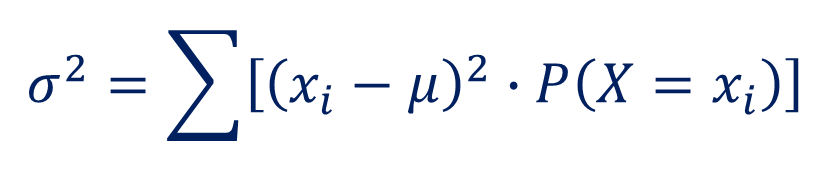 σ² = ∑[(xᵢ − μ)² · P(X = xᵢ)]